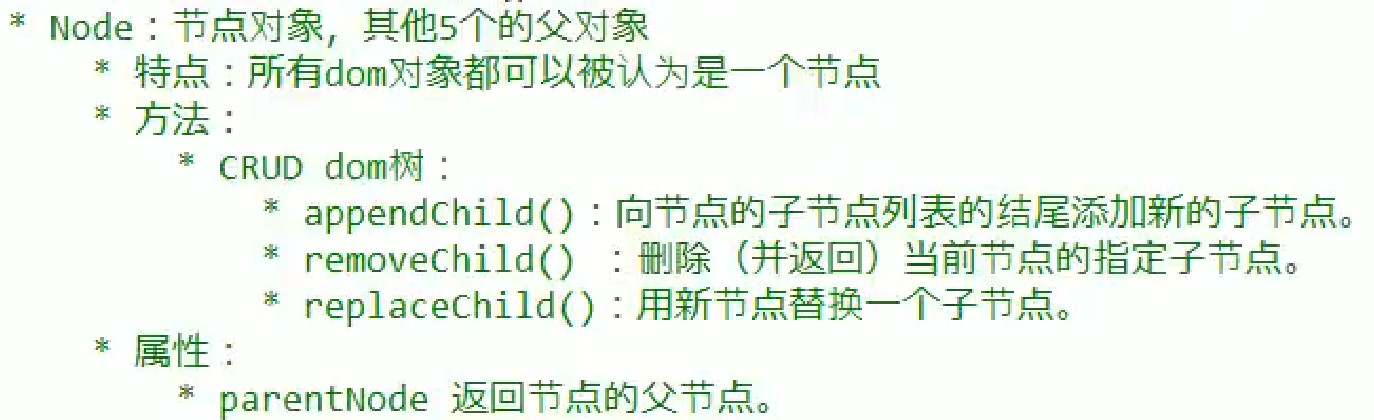 * Node：节点对象，其他5个的父对象
* 特点：所有dom对象都可以被认为是一个节点
* 方法：
* CRUD dom树：
* appendChild()：向节点的子节点列表的结尾添加新的子节点。
* removeChild() ：删除（并返回）当前节点的指定子节点。
* replaceChild()：用新节点替换一个子节点。
* 属性：
* parentNode 返回节点的父节点。